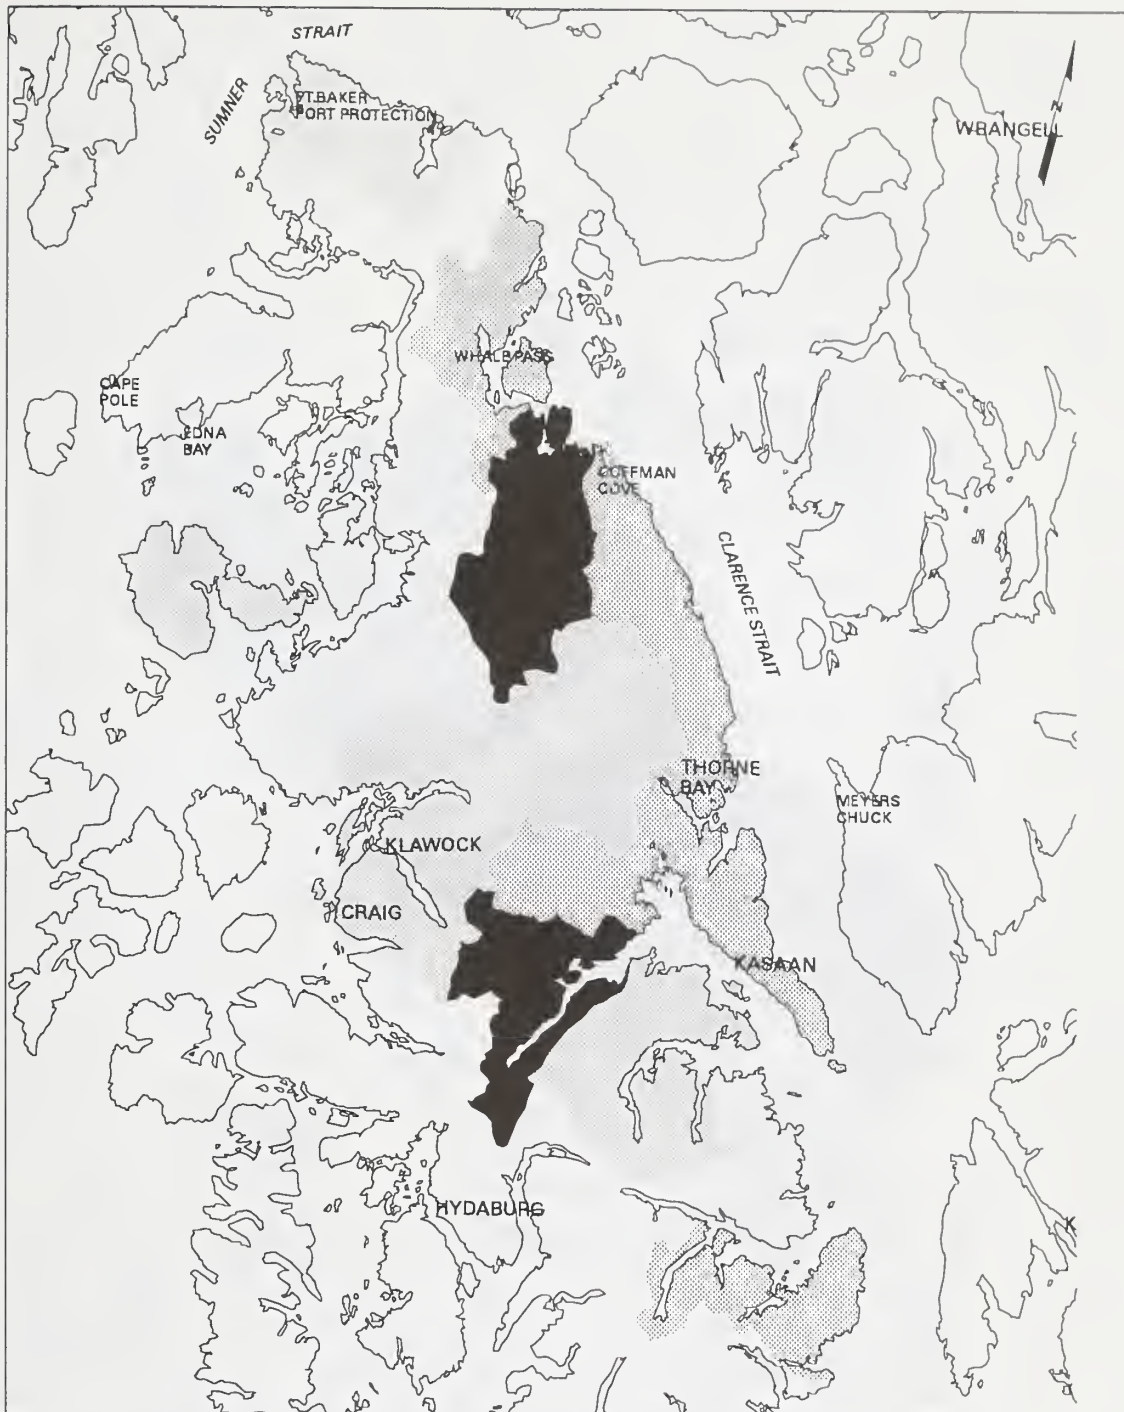 STRAIT
SUMNER
PT.BAKER
PORT PROTECTION
N
WRANGELL
WHALE PASS
CAPE
POLE
EDNA
BAY
COFFMAN
COVE
CLARENCE STRAIT
THORNE
BAY
MEYERS
CHUCK
KLAWOCK
CRAIG
KASAAN
HYDABURG
K